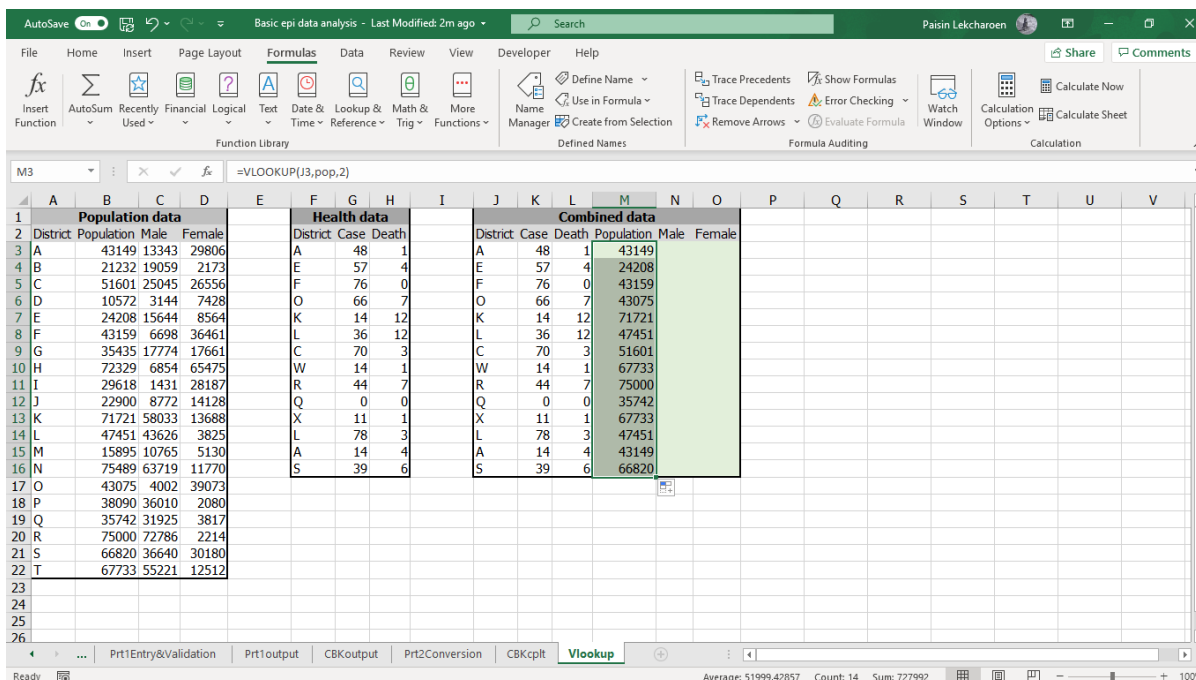 AutoSave On Basic epi data analysis - Last Modified: 2m ago Search Paisin Lekcharoen
File Home Insert Page Layout Formulas Data Review View Developer Help Share Comments
fx Insert Function
AutoSum
Recently Used
Financial
Logical
Text
Date & Time
Lookup & Reference
Math & Trig
More Functions
Function Library
Name Manager
Define Name
Use in Formula
Create from Selection
Defined Names
Trace Precedents
Trace Dependents
Remove Arrows
Show Formulas
Error Checking
Evaluate Formula
Formula Auditing
Watch Window
Calculation Options
Calculate Now
Calculate Sheet
Calculation
M3 fx =VLOOKUP(J3,pop,2)
A B C D E F G H I J K L M N O P Q R S T U V
1 Population data Health data Combined data
2 District Population Male Female District Case Death District Case Death Population Male Female
3 A 43149 13343 29806 A 48 1 A 48 1 43149
4 B 21232 19059 2173 E 57 4 E 57 4 24208
5 C 51601 25045 26556 F 76 0 F 76 0 43159
6 D 10572 3144 7428 O 66 7 O 66 7 43075
7 E 24208 15644 8564 K 14 12 K 14 12 71721
8 F 43159 6698 36461 L 36 12 L 36 12 47451
9 G 35435 17774 17661 C 70 3 C 70 3 51601
10 H 72329 6854 65475 W 14 1 W 14 1 67733
11 I 29618 1431 28187 R 44 7 R 44 7 75000
12 J 22900 8772 14128 Q 0 0 Q 0 0 35742
13 K 71721 58033 13688 X 11 1 X 11 1 67733
14 L 47451 43626 3825 L 78 3 L 78 3 47451
15 M 15895 10765 5130 A 14 4 A 14 4 43149
16 N 75489 63719 11770 S 39 6 S 39 6 66820
17 O 43075 4002 39073
18 P 38090 36010 2080
19 Q 35742 31925 3817
20 R 75000 72786 2214
21 S 66820 36640 30180
22 T 67733 55221 12512
23
24
25
26
... Prt1Entry&Validation Prt1output CBKoutput Prt2Conversion CBKcplt Vlookup
Ready Average: 51999.42857 Count: 14 Sum: 727992 100%